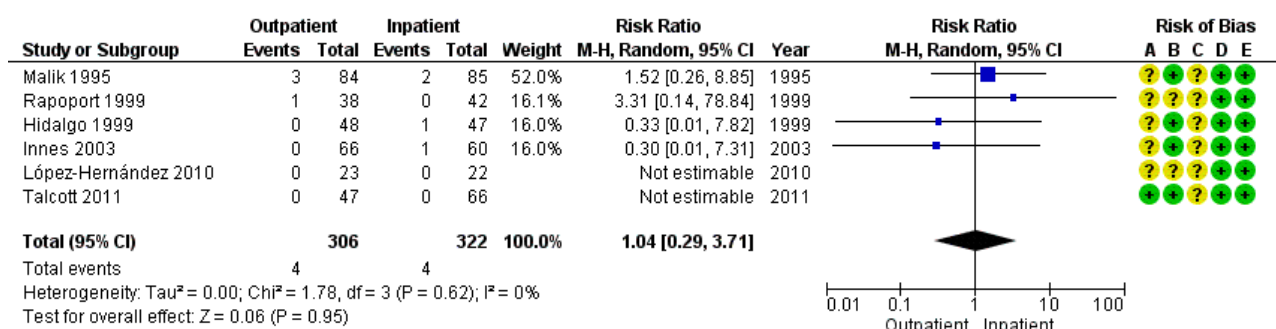 Outpatient Inpatient Risk Ratio Risk Ratio Risk of Bias
Study or Subgroup Events Total Events Total Weight M-H, Random, 95% CI Year M-H, Random, 95% CI A B C D E
Malik 1995 3 84 2 85 52.0% 1.52 [0.26, 8.85] 1995 ? + ? + +
Rapoport 1999 1 38 0 42 16.1% 3.31 [0.14, 78.84] 1999 ? ? ? + +
Hidalgo 1999 0 48 1 47 16.0% 0.33 [0.01, 7.82] 1999 ? + ? + +
Innes 2003 0 66 1 60 16.0% 0.30 [0.01, 7.31] 2003 ? + ? + +
López-Hernández 2010 0 23 0 22 Not estimable 2010 ? ? ? + +
Talcott 2011 0 47 0 66 Not estimable 2011 + + ? + +
Total (95% CI) 306 322 100.0% 1.04 [0.29, 3.71]
Total events 4 4
Heterogeneity: Tau² = 0.00; Chi² = 1.78, df = 3 (P = 0.62); I² = 0%
Test for overall effect: Z = 0.06 (P = 0.95)
0.01 0.1 1 10 100
Outpatient Inpatient